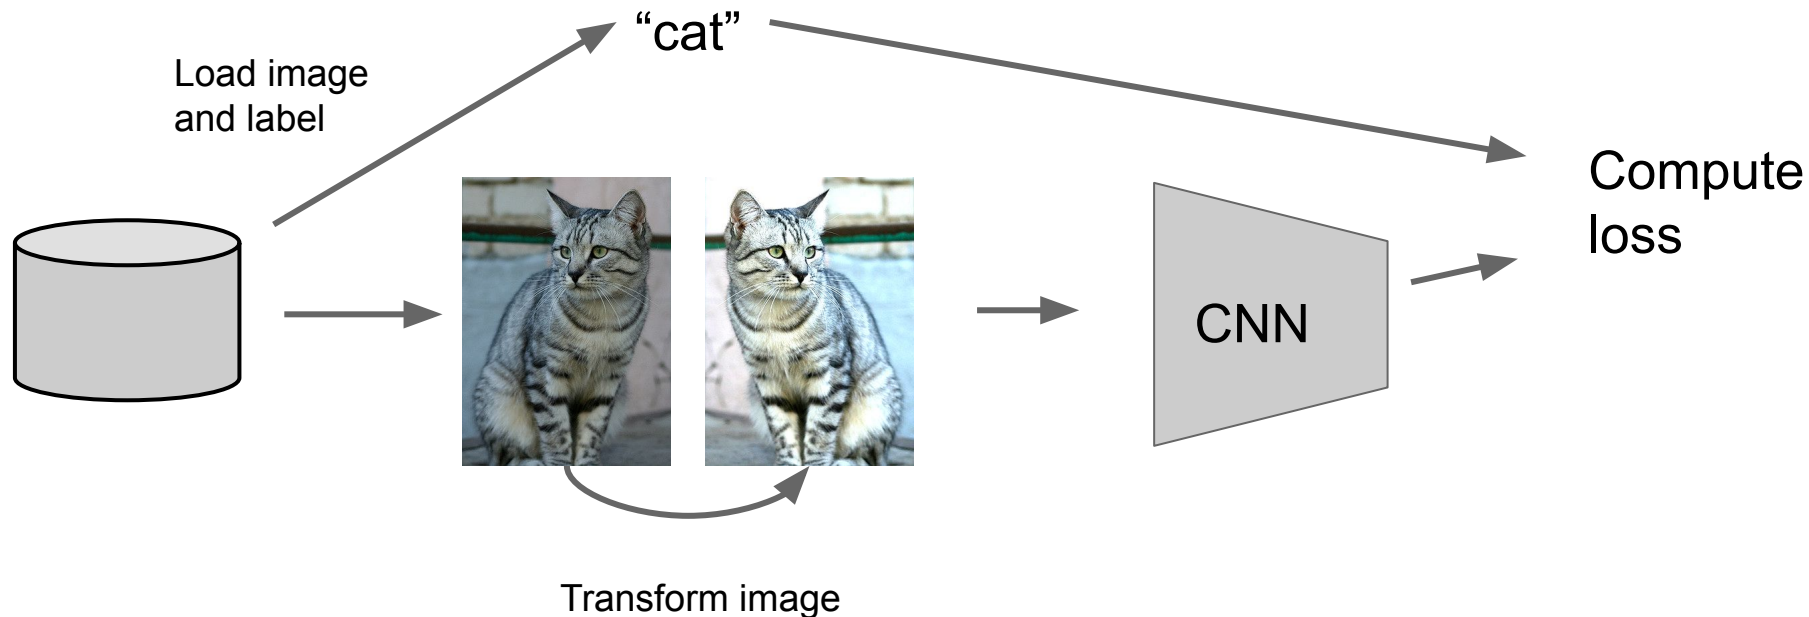 “cat”
Load image
and label
Compute
loss
CNN
Transform image